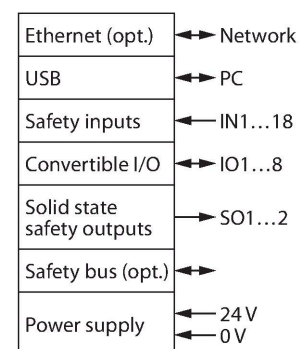 Ethernet (opt.) Network
USB PC
Safety inputs IN1...18
Convertible I/O IO1...8
Solid state
safety outputs SO1...2
Safety bus (opt.)
Power supply 24 V
0 V